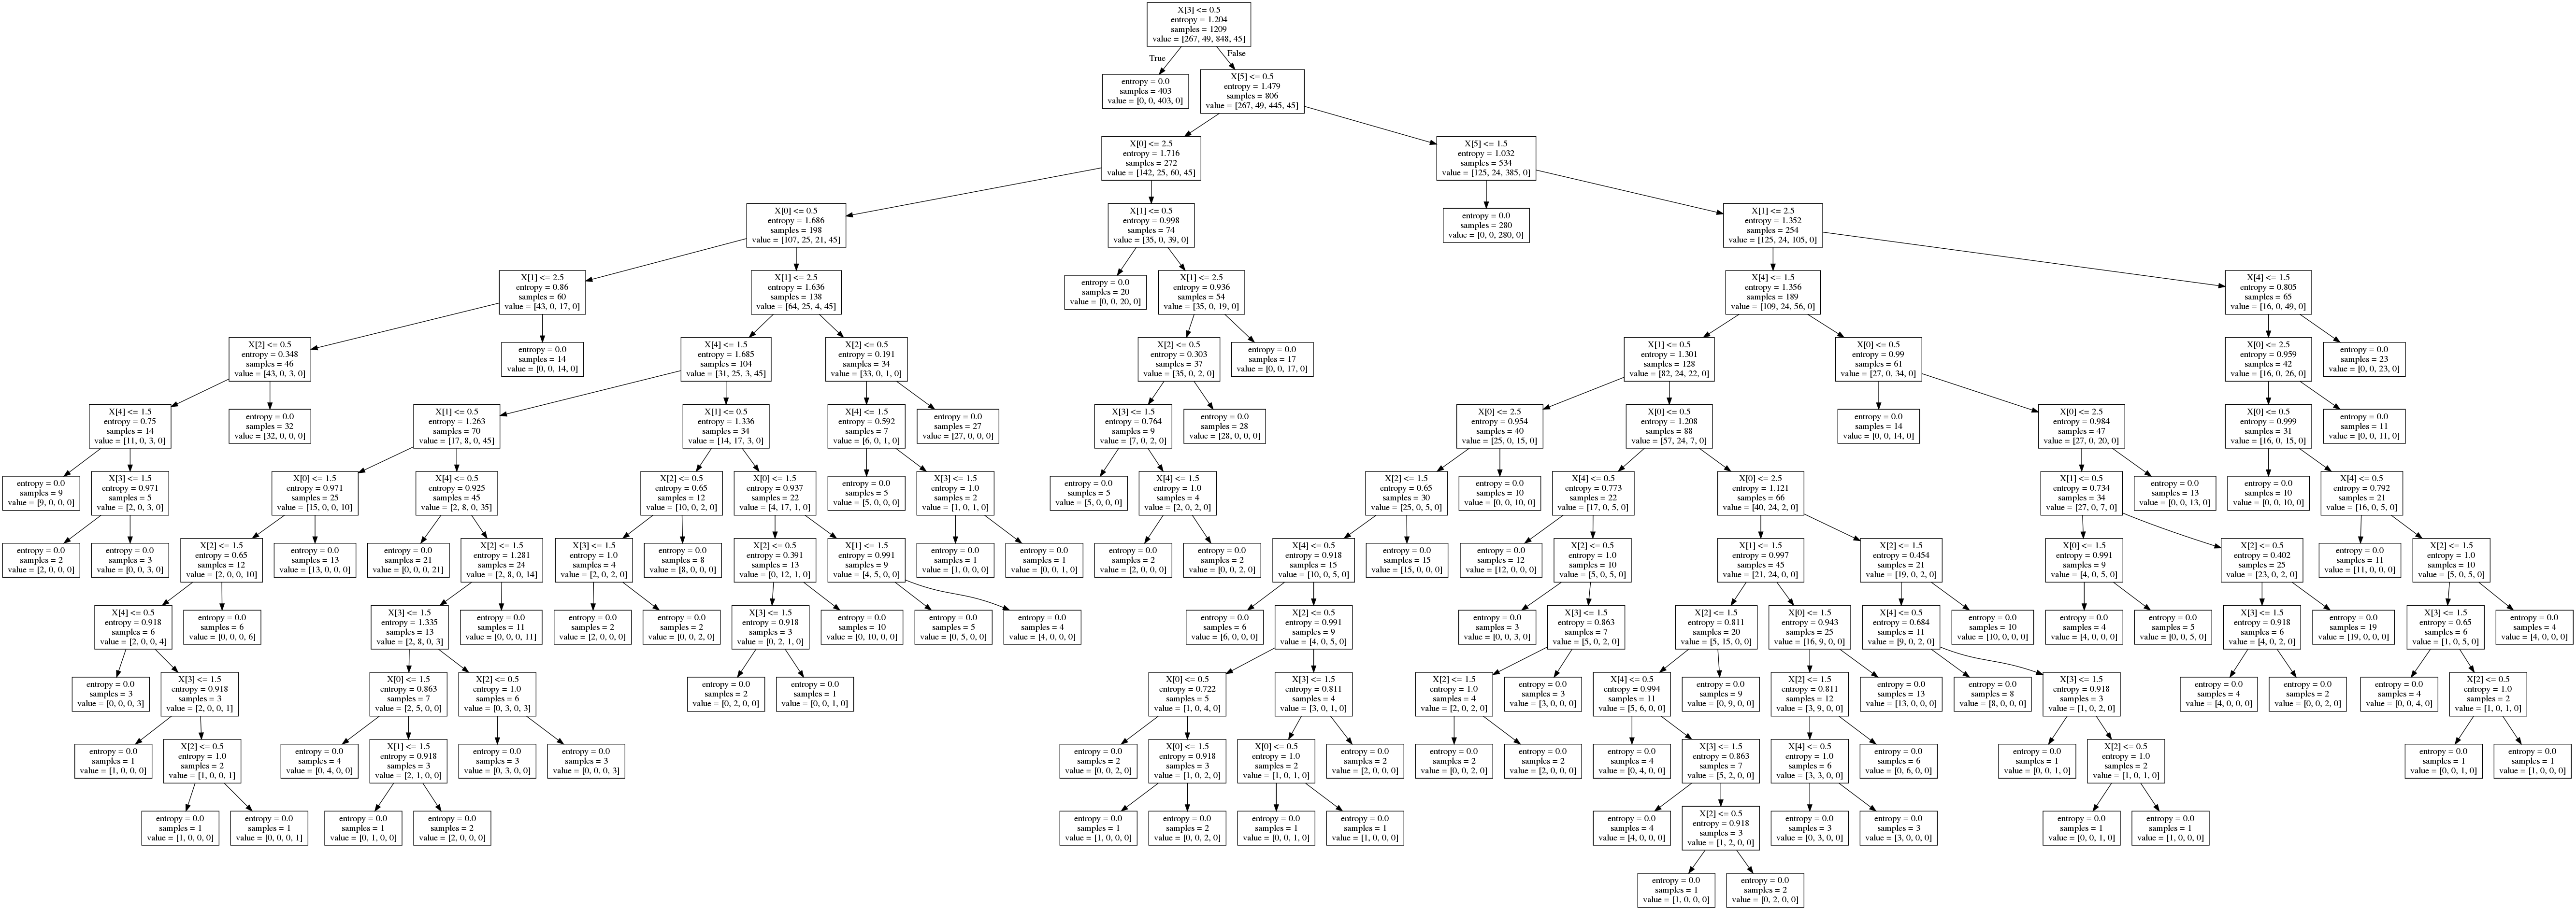 X[3] <= 0.5
entropy = 1.204
samples = 1209
value = [267, 49, 848, 45]
True
False
entropy = 0.0
samples = 403
value = [0, 0, 403, 0]
X[5] <= 0.5
entropy = 1.479
samples = 806
value = [267, 49, 445, 45]
X[0] <= 2.5
entropy = 1.716
samples = 272
value = [142, 25, 60, 45]
X[5] <= 1.5
entropy = 1.032
samples = 534
value = [125, 24, 385, 0]
X[0] <= 0.5
entropy = 1.686
samples = 198
value = [107, 25, 21, 45]
X[1] <= 0.5
entropy = 0.998
samples = 74
value = [35, 0, 39, 0]
entropy = 0.0
samples = 280
value = [0, 0, 280, 0]
X[1] <= 2.5
entropy = 1.352
samples = 254
value = [125, 24, 105, 0]
X[1] <= 2.5
entropy = 0.86
samples = 60
value = [43, 0, 17, 0]
X[1] <= 2.5
entropy = 1.636
samples = 138
value = [64, 25, 4, 45]
entropy = 0.0
samples = 20
value = [0, 0, 20, 0]
X[1] <= 2.5
entropy = 0.936
samples = 54
value = [35, 0, 19, 0]
X[4] <= 1.5
entropy = 1.356
samples = 189
value = [109, 24, 56, 0]
X[4] <= 1.5
entropy = 0.805
samples = 65
value = [16, 0, 49, 0]
X[2] <= 0.5
entropy = 0.348
samples = 46
value = [43, 0, 3, 0]
entropy = 0.0
samples = 14
value = [0, 0, 14, 0]
X[4] <= 1.5
entropy = 1.685
samples = 104
value = [31, 25, 3, 45]
X[2] <= 0.5
entropy = 0.191
samples = 34
value = [33, 0, 1, 0]
X[2] <= 0.5
entropy = 0.303
samples = 37
value = [35, 0, 2, 0]
entropy = 0.0
samples = 17
value = [0, 0, 17, 0]
X[1] <= 0.5
entropy = 1.301
samples = 128
value = [82, 24, 22, 0]
X[0] <= 0.5
entropy = 0.99
samples = 61
value = [27, 0, 34, 0]
X[0] <= 2.5
entropy = 0.959
samples = 42
value = [16, 0, 26, 0]
entropy = 0.0
samples = 23
value = [0, 0, 23, 0]
X[4] <= 1.5
entropy = 0.75
samples = 14
value = [11, 0, 3, 0]
entropy = 0.0
samples = 32
value = [32, 0, 0, 0]
X[1] <= 0.5
entropy = 1.263
samples = 70
value = [17, 8, 0, 45]
X[1] <= 0.5
entropy = 1.336
samples = 34
value = [14, 17, 3, 0]
X[4] <= 1.5
entropy = 0.592
samples = 7
value = [6, 0, 1, 0]
entropy = 0.0
samples = 27
value = [27, 0, 0, 0]
X[3] <= 1.5
entropy = 0.764
samples = 9
value = [7, 0, 2, 0]
entropy = 0.0
samples = 28
value = [28, 0, 0, 0]
X[0] <= 2.5
entropy = 0.954
samples = 40
value = [25, 0, 15, 0]
X[0] <= 0.5
entropy = 1.208
samples = 88
value = [57, 24, 7, 0]
entropy = 0.0
samples = 14
value = [0, 0, 14, 0]
X[0] <= 2.5
entropy = 0.984
samples = 47
value = [27, 0, 20, 0]
X[0] <= 0.5
entropy = 0.999
samples = 31
value = [16, 0, 15, 0]
entropy = 0.0
samples = 11
value = [0, 0, 11, 0]
entropy = 0.0
samples = 9
value = [9, 0, 0, 0]
X[3] <= 1.5
entropy = 0.971
samples = 5
value = [2, 0, 3, 0]
X[0] <= 1.5
entropy = 0.971
samples = 25
value = [15, 0, 0, 10]
X[4] <= 0.5
entropy = 0.925
samples = 45
value = [2, 8, 0, 35]
X[2] <= 0.5
entropy = 0.65
samples = 12
value = [10, 0, 2, 0]
X[0] <= 1.5
entropy = 0.937
samples = 22
value = [4, 17, 1, 0]
entropy = 0.0
samples = 5
value = [5, 0, 0, 0]
X[3] <= 1.5
entropy = 1.0
samples = 2
value = [1, 0, 1, 0]
entropy = 0.0
samples = 5
value = [5, 0, 0, 0]
X[4] <= 1.5
entropy = 1.0
samples = 4
value = [2, 0, 2, 0]
X[2] <= 1.5
entropy = 0.65
samples = 30
value = [25, 0, 5, 0]
entropy = 0.0
samples = 10
value = [0, 0, 10, 0]
X[4] <= 0.5
entropy = 0.773
samples = 22
value = [17, 0, 5, 0]
X[0] <= 2.5
entropy = 1.121
samples = 66
value = [40, 24, 2, 0]
X[1] <= 0.5
entropy = 0.734
samples = 34
value = [27, 0, 7, 0]
entropy = 0.0
samples = 13
value = [0, 0, 13, 0]
entropy = 0.0
samples = 10
value = [0, 0, 10, 0]
X[4] <= 0.5
entropy = 0.792
samples = 21
value = [16, 0, 5, 0]
entropy = 0.0
samples = 2
value = [2, 0, 0, 0]
entropy = 0.0
samples = 3
value = [0, 0, 3, 0]
X[2] <= 1.5
entropy = 0.65
samples = 12
value = [2, 0, 0, 10]
entropy = 0.0
samples = 13
value = [13, 0, 0, 0]
entropy = 0.0
samples = 21
value = [0, 0, 0, 21]
X[2] <= 1.5
entropy = 1.281
samples = 24
value = [2, 8, 0, 14]
X[3] <= 1.5
entropy = 1.0
samples = 4
value = [2, 0, 2, 0]
entropy = 0.0
samples = 8
value = [8, 0, 0, 0]
X[2] <= 0.5
entropy = 0.391
samples = 13
value = [0, 12, 1, 0]
X[1] <= 1.5
entropy = 0.991
samples = 9
value = [4, 5, 0, 0]
entropy = 0.0
samples = 1
value = [1, 0, 0, 0]
entropy = 0.0
samples = 1
value = [0, 0, 1, 0]
entropy = 0.0
samples = 2
value = [2, 0, 0, 0]
entropy = 0.0
samples = 2
value = [0, 0, 2, 0]
X[4] <= 0.5
entropy = 0.918
samples = 15
value = [10, 0, 5, 0]
entropy = 0.0
samples = 15
value = [15, 0, 0, 0]
entropy = 0.0
samples = 12
value = [12, 0, 0, 0]
X[2] <= 0.5
entropy = 1.0
samples = 10
value = [5, 0, 5, 0]
X[1] <= 1.5
entropy = 0.997
samples = 45
value = [21, 24, 0, 0]
X[2] <= 1.5
entropy = 0.454
samples = 21
value = [19, 0, 2, 0]
X[0] <= 1.5
entropy = 0.991
samples = 9
value = [4, 0, 5, 0]
X[2] <= 0.5
entropy = 0.402
samples = 25
value = [23, 0, 2, 0]
entropy = 0.0
samples = 11
value = [11, 0, 0, 0]
X[2] <= 1.5
entropy = 1.0
samples = 10
value = [5, 0, 5, 0]
X[4] <= 0.5
entropy = 0.918
samples = 6
value = [2, 0, 0, 4]
entropy = 0.0
samples = 6
value = [0, 0, 0, 6]
X[3] <= 1.5
entropy = 1.335
samples = 13
value = [2, 8, 0, 3]
entropy = 0.0
samples = 11
value = [0, 0, 0, 11]
entropy = 0.0
samples = 2
value = [2, 0, 0, 0]
entropy = 0.0
samples = 2
value = [0, 0, 2, 0]
X[3] <= 1.5
entropy = 0.918
samples = 3
value = [0, 2, 1, 0]
entropy = 0.0
samples = 10
value = [0, 10, 0, 0]
entropy = 0.0
samples = 5
value = [0, 5, 0, 0]
entropy = 0.0
samples = 4
value = [4, 0, 0, 0]
entropy = 0.0
samples = 6
value = [6, 0, 0, 0]
X[2] <= 0.5
entropy = 0.991
samples = 9
value = [4, 0, 5, 0]
entropy = 0.0
samples = 3
value = [0, 0, 3, 0]
X[3] <= 1.5
entropy = 0.863
samples = 7
value = [5, 0, 2, 0]
X[2] <= 1.5
entropy = 0.811
samples = 20
value = [5, 15, 0, 0]
X[0] <= 1.5
entropy = 0.943
samples = 25
value = [16, 9, 0, 0]
X[4] <= 0.5
entropy = 0.684
samples = 11
value = [9, 0, 2, 0]
entropy = 0.0
samples = 10
value = [10, 0, 0, 0]
entropy = 0.0
samples = 4
value = [4, 0, 0, 0]
entropy = 0.0
samples = 5
value = [0, 0, 5, 0]
X[3] <= 1.5
entropy = 0.918
samples = 6
value = [4, 0, 2, 0]
entropy = 0.0
samples = 19
value = [19, 0, 0, 0]
X[3] <= 1.5
entropy = 0.65
samples = 6
value = [1, 0, 5, 0]
entropy = 0.0
samples = 4
value = [4, 0, 0, 0]
entropy = 0.0
samples = 3
value = [0, 0, 0, 3]
X[3] <= 1.5
entropy = 0.918
samples = 3
value = [2, 0, 0, 1]
X[0] <= 1.5
entropy = 0.863
samples = 7
value = [2, 5, 0, 0]
X[2] <= 0.5
entropy = 1.0
samples = 6
value = [0, 3, 0, 3]
entropy = 0.0
samples = 2
value = [0, 2, 0, 0]
entropy = 0.0
samples = 1
value = [0, 0, 1, 0]
X[0] <= 0.5
entropy = 0.722
samples = 5
value = [1, 0, 4, 0]
X[3] <= 1.5
entropy = 0.811
samples = 4
value = [3, 0, 1, 0]
X[2] <= 1.5
entropy = 1.0
samples = 4
value = [2, 0, 2, 0]
entropy = 0.0
samples = 3
value = [3, 0, 0, 0]
X[4] <= 0.5
entropy = 0.994
samples = 11
value = [5, 6, 0, 0]
entropy = 0.0
samples = 9
value = [0, 9, 0, 0]
X[2] <= 1.5
entropy = 0.811
samples = 12
value = [3, 9, 0, 0]
entropy = 0.0
samples = 13
value = [13, 0, 0, 0]
entropy = 0.0
samples = 8
value = [8, 0, 0, 0]
X[3] <= 1.5
entropy = 0.918
samples = 3
value = [1, 0, 2, 0]
entropy = 0.0
samples = 4
value = [4, 0, 0, 0]
entropy = 0.0
samples = 2
value = [0, 0, 2, 0]
entropy = 0.0
samples = 4
value = [0, 0, 4, 0]
X[2] <= 0.5
entropy = 1.0
samples = 2
value = [1, 0, 1, 0]
entropy = 0.0
samples = 1
value = [1, 0, 0, 0]
X[2] <= 0.5
entropy = 1.0
samples = 2
value = [1, 0, 0, 1]
entropy = 0.0
samples = 4
value = [0, 4, 0, 0]
X[1] <= 1.5
entropy = 0.918
samples = 3
value = [2, 1, 0, 0]
entropy = 0.0
samples = 3
value = [0, 3, 0, 0]
entropy = 0.0
samples = 3
value = [0, 0, 0, 3]
entropy = 0.0
samples = 2
value = [0, 0, 2, 0]
X[0] <= 1.5
entropy = 0.918
samples = 3
value = [1, 0, 2, 0]
X[0] <= 0.5
entropy = 1.0
samples = 2
value = [1, 0, 1, 0]
entropy = 0.0
samples = 2
value = [2, 0, 0, 0]
entropy = 0.0
samples = 2
value = [0, 0, 2, 0]
entropy = 0.0
samples = 2
value = [2, 0, 0, 0]
entropy = 0.0
samples = 4
value = [0, 4, 0, 0]
X[3] <= 1.5
entropy = 0.863
samples = 7
value = [5, 2, 0, 0]
X[4] <= 0.5
entropy = 1.0
samples = 6
value = [3, 3, 0, 0]
entropy = 0.0
samples = 6
value = [0, 6, 0, 0]
entropy = 0.0
samples = 1
value = [0, 0, 1, 0]
X[2] <= 0.5
entropy = 1.0
samples = 2
value = [1, 0, 1, 0]
entropy = 0.0
samples = 1
value = [0, 0, 1, 0]
entropy = 0.0
samples = 1
value = [1, 0, 0, 0]
entropy = 0.0
samples = 1
value = [1, 0, 0, 0]
entropy = 0.0
samples = 1
value = [0, 0, 0, 1]
entropy = 0.0
samples = 1
value = [0, 1, 0, 0]
entropy = 0.0
samples = 2
value = [2, 0, 0, 0]
entropy = 0.0
samples = 1
value = [1, 0, 0, 0]
entropy = 0.0
samples = 2
value = [0, 0, 2, 0]
entropy = 0.0
samples = 1
value = [0, 0, 1, 0]
entropy = 0.0
samples = 1
value = [1, 0, 0, 0]
entropy = 0.0
samples = 4
value = [4, 0, 0, 0]
X[2] <= 0.5
entropy = 0.918
samples = 3
value = [1, 2, 0, 0]
entropy = 0.0
samples = 3
value = [0, 3, 0, 0]
entropy = 0.0
samples = 3
value = [3, 0, 0, 0]
entropy = 0.0
samples = 1
value = [0, 0, 1, 0]
entropy = 0.0
samples = 1
value = [1, 0, 0, 0]
entropy = 0.0
samples = 1
value = [1, 0, 0, 0]
entropy = 0.0
samples = 2
value = [0, 2, 0, 0]